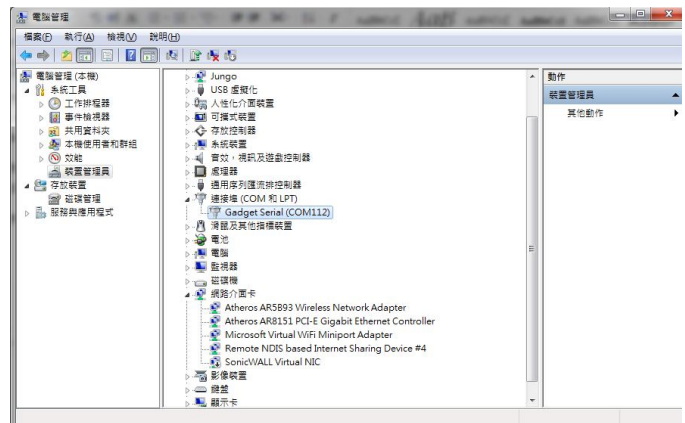 電腦管理
檔案(F) 執行(A) 檢視(V) 說明(H)
電腦管理 (本機)
系統工具
工作排程器
事件檢視器
共用資料夾
本機使用者和群組
效能
裝置管理員
存放裝置
磁碟管理
服務與應用程式
Jungo
USB 虛擬化
人性化介面裝置
可攜式裝置
存放控制器
系統裝置
音效,視訊及遊戲控制器
處理器
通用序列匯流排控制器
連接埠 (COM 和 LPT)
Gadget Serial (COM112)
滑鼠及其他指標裝置
電池
電腦
監視器
磁碟機
網路介面卡
Atheros AR5B93 Wireless Network Adapter
Atheros AR8151 PCI-E Gigabit Ethernet Controller
Microsoft Virtual WiFi Miniport Adapter
Remote NDIS based Internet Sharing Device #4
SonicWALL Virtual NIC
影像裝置
鍵盤
顯示卡
動作
裝置管理員
其他動作